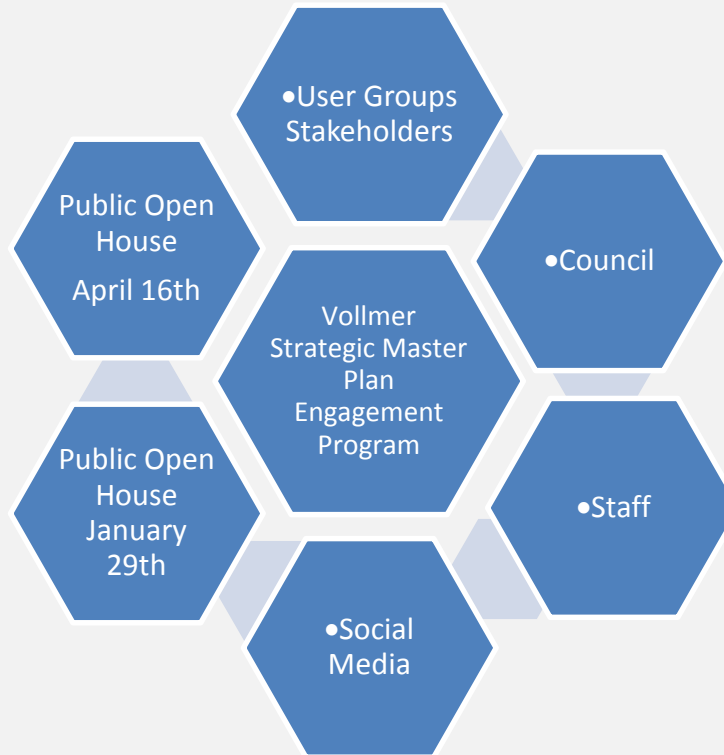 •User Groups
Stakeholders
Public Open
House
April 16th
•Council
Vollmer
Strategic Master
Plan
Engagement
Program
Public Open
House
January
29th
•Staff
•Social
Media